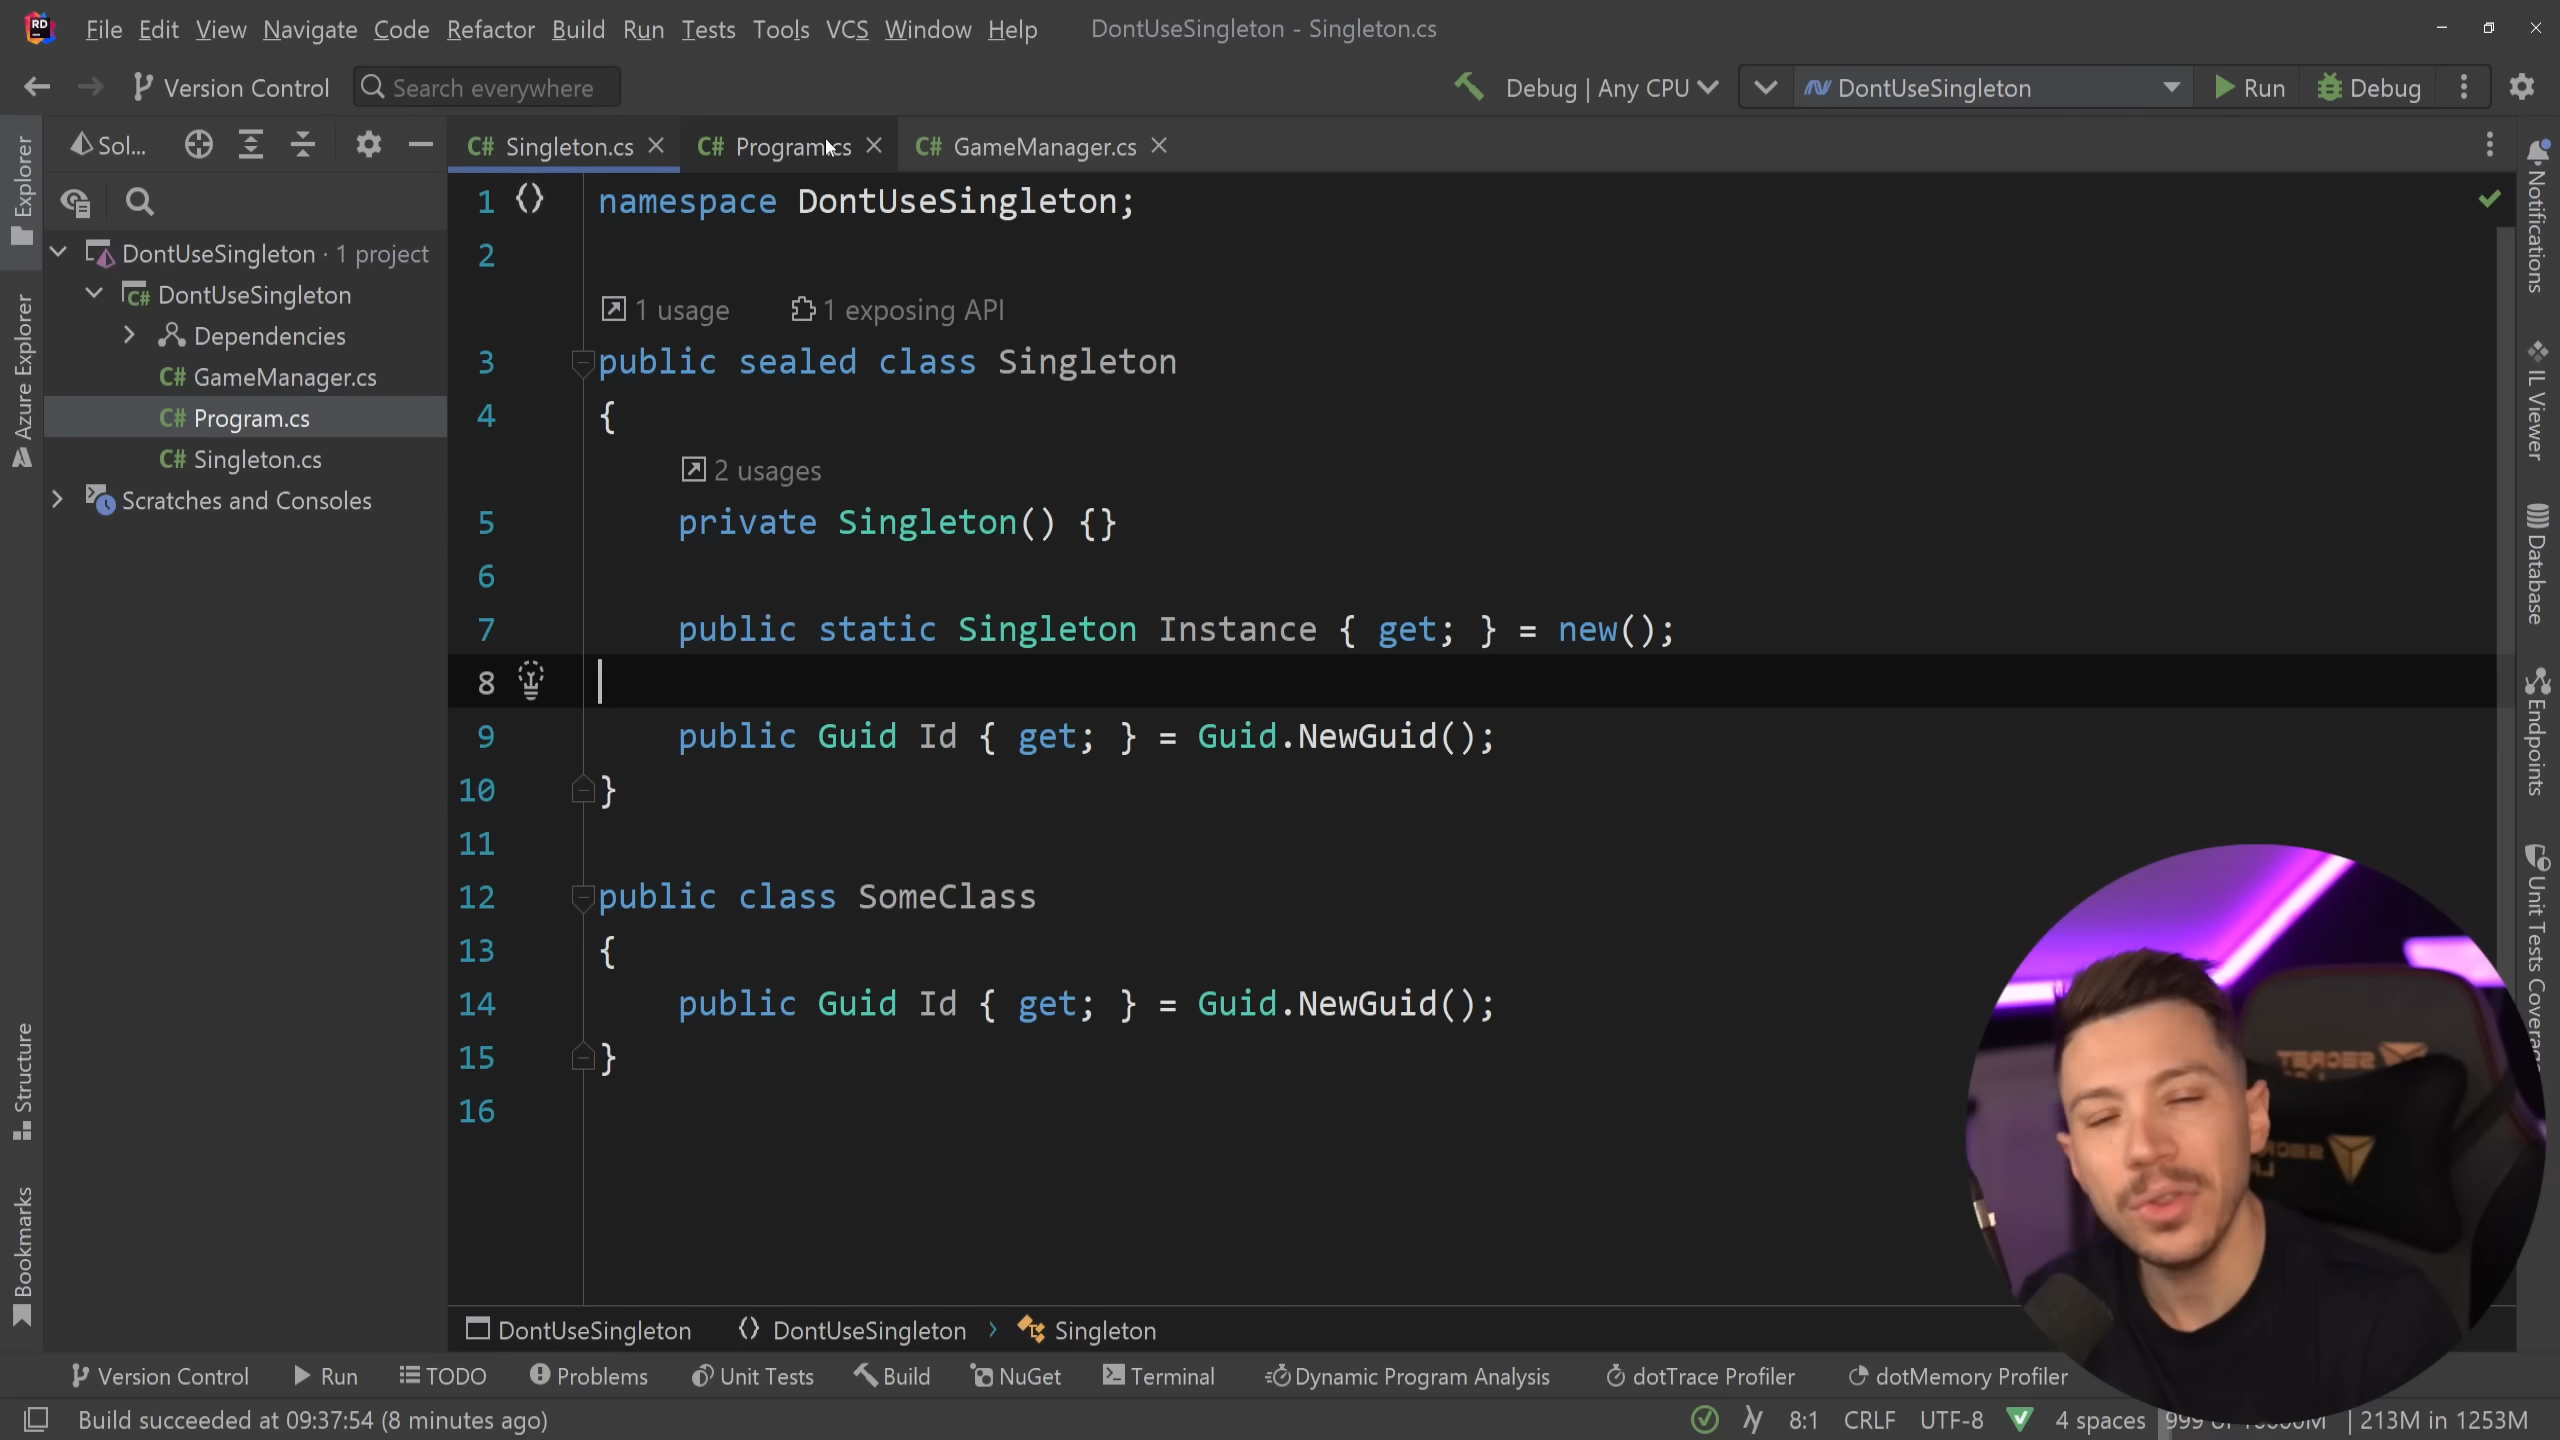 File Edit View Navigate Code Refactor Build Run Tests Tools VCS Window Help DontUseSingleton - Singleton.cs
Version Control Search everywhere Debug | Any CPU DontUseSingleton Run Debug
Sol...
Singleton.cs Program.cs GameManager.cs
DontUseSingleton · 1 project
DontUseSingleton
Dependencies
C# GameManager.cs
C# Program.cs
C# Singleton.cs
Scratches and Consoles
Explorer
Azure Explorer
Structure
Bookmarks
1 namespace DontUseSingleton;
2
1 usage 1 exposing API
3 public sealed class Singleton
4 {
2 usages
5 private Singleton() {}
6
7 public static Singleton Instance { get; } = new();
8
9 public Guid Id { get; } = Guid.NewGuid();
10 }
11
12 public class SomeClass
13 {
14 public Guid Id { get; } = Guid.NewGuid();
15 }
16
Notifications
IL Viewer
Database
Endpoints
Unit Tests Coverage
DontUseSingleton DontUseSingleton Singleton
Version Control Run TODO Problems Unit Tests Build NuGet Terminal Dynamic Program Analysis dotTrace Profiler dotMemory Profiler
Build succeeded at 09:37:54 (8 minutes ago) 8:1 CRLF UTF-8 4 spaces 213M in 1253M